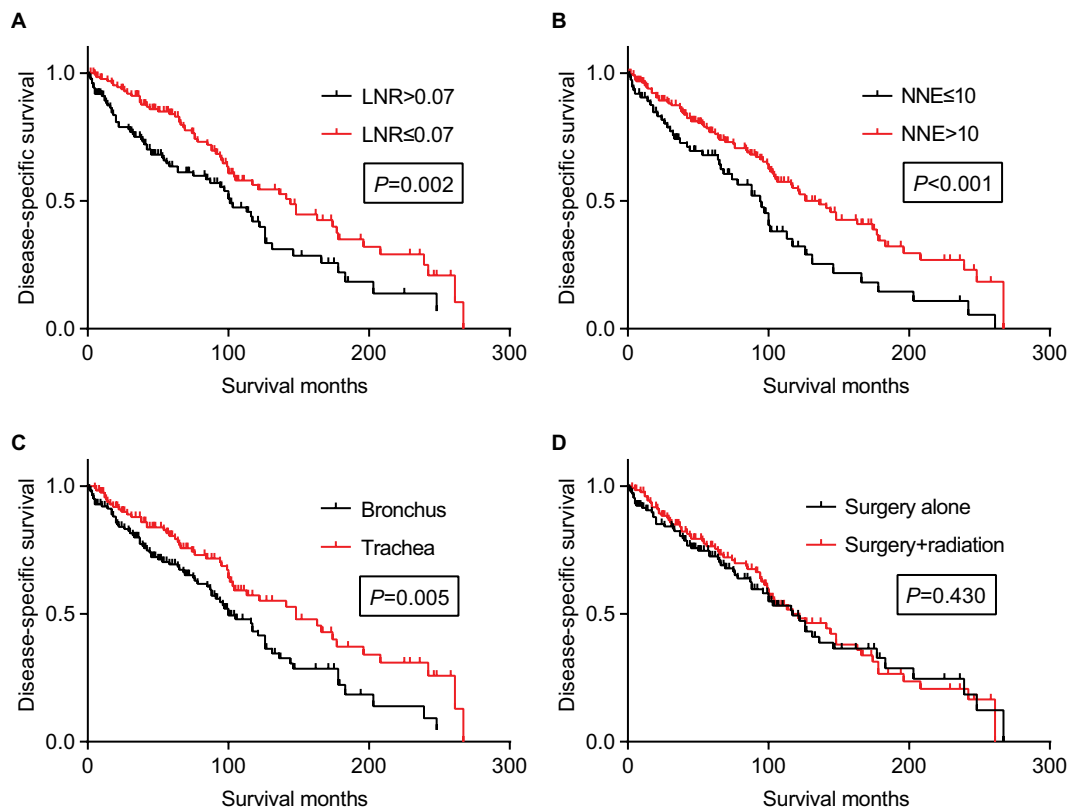 A
Disease-specific survival
1.0
0.5
0.0
LNR>0.07
LNR≤0.07
P=0.002
0 100 200 300
Survival months
B
Disease-specific survival
1.0
0.5
0.0
NNE≤10
NNE>10
P<0.001
0 100 200 300
Survival months
C
Disease-specific survival
1.0
0.5
0.0
Bronchus
Trachea
P=0.005
0 100 200 300
Survival months
D
Disease-specific survival
1.0
0.5
0.0
Surgery alone
Surgery+radiation
P=0.430
0 100 200 300
Survival months